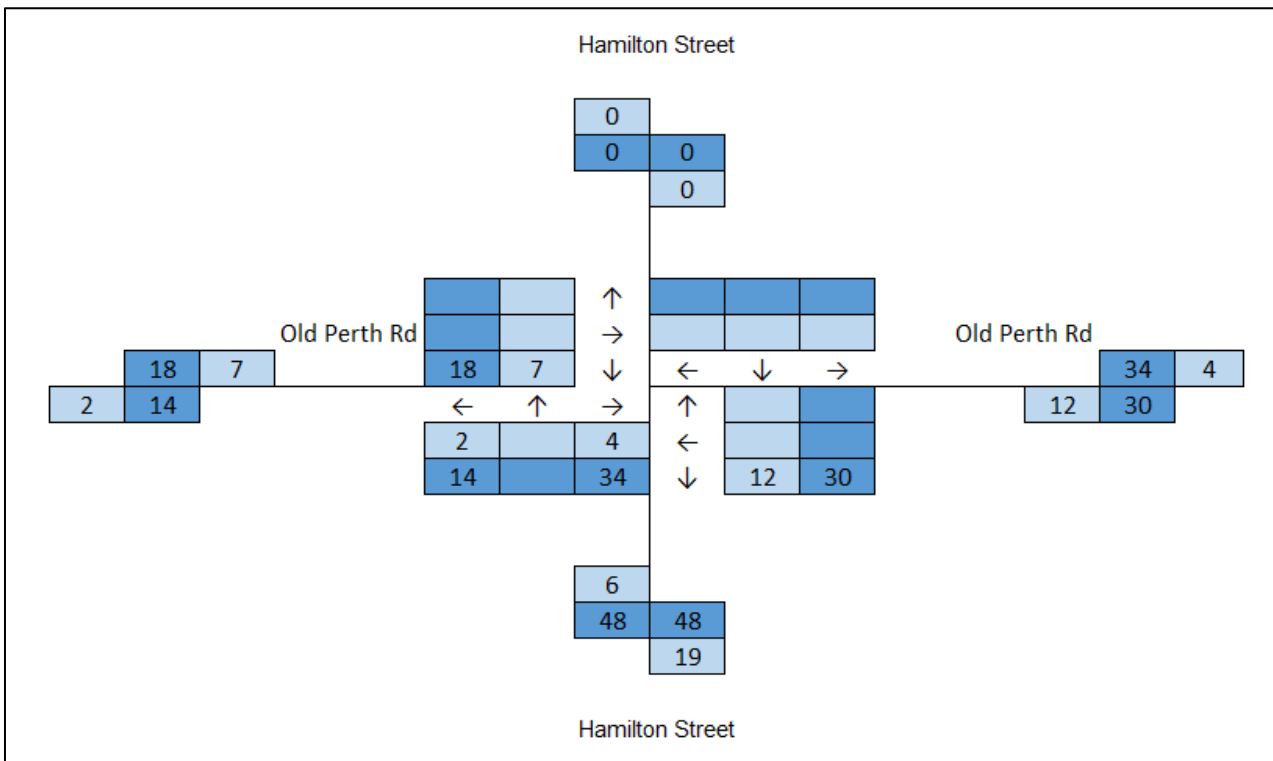 Hamilton Street
0
0 0
0
↑
Old Perth Rd → Old Perth Rd
18 7 18 7 ↓ ← ↓ → 34 4
2 14 ← ↑ → ↑ 12 30
2 4 ←
14 34 ↓ 12 30
6
48 48
19
Hamilton Street